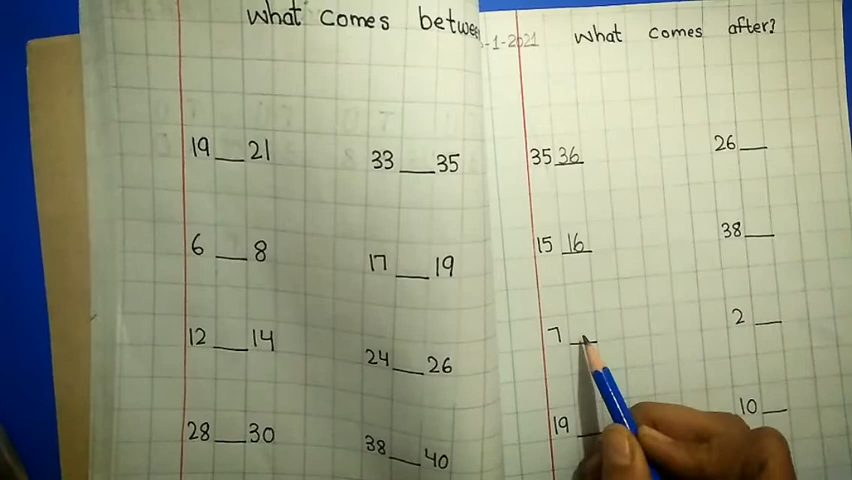 What comes between
19 __ 21 33 __ 35
6 __ 8 17 __ 19
12 __ 14 24 __ 26
28 __ 30 38 __ 40
-1-2021
What comes after?
35 36 26 __
15 16 38 __
7 __ 2 __
19 __ 10 __